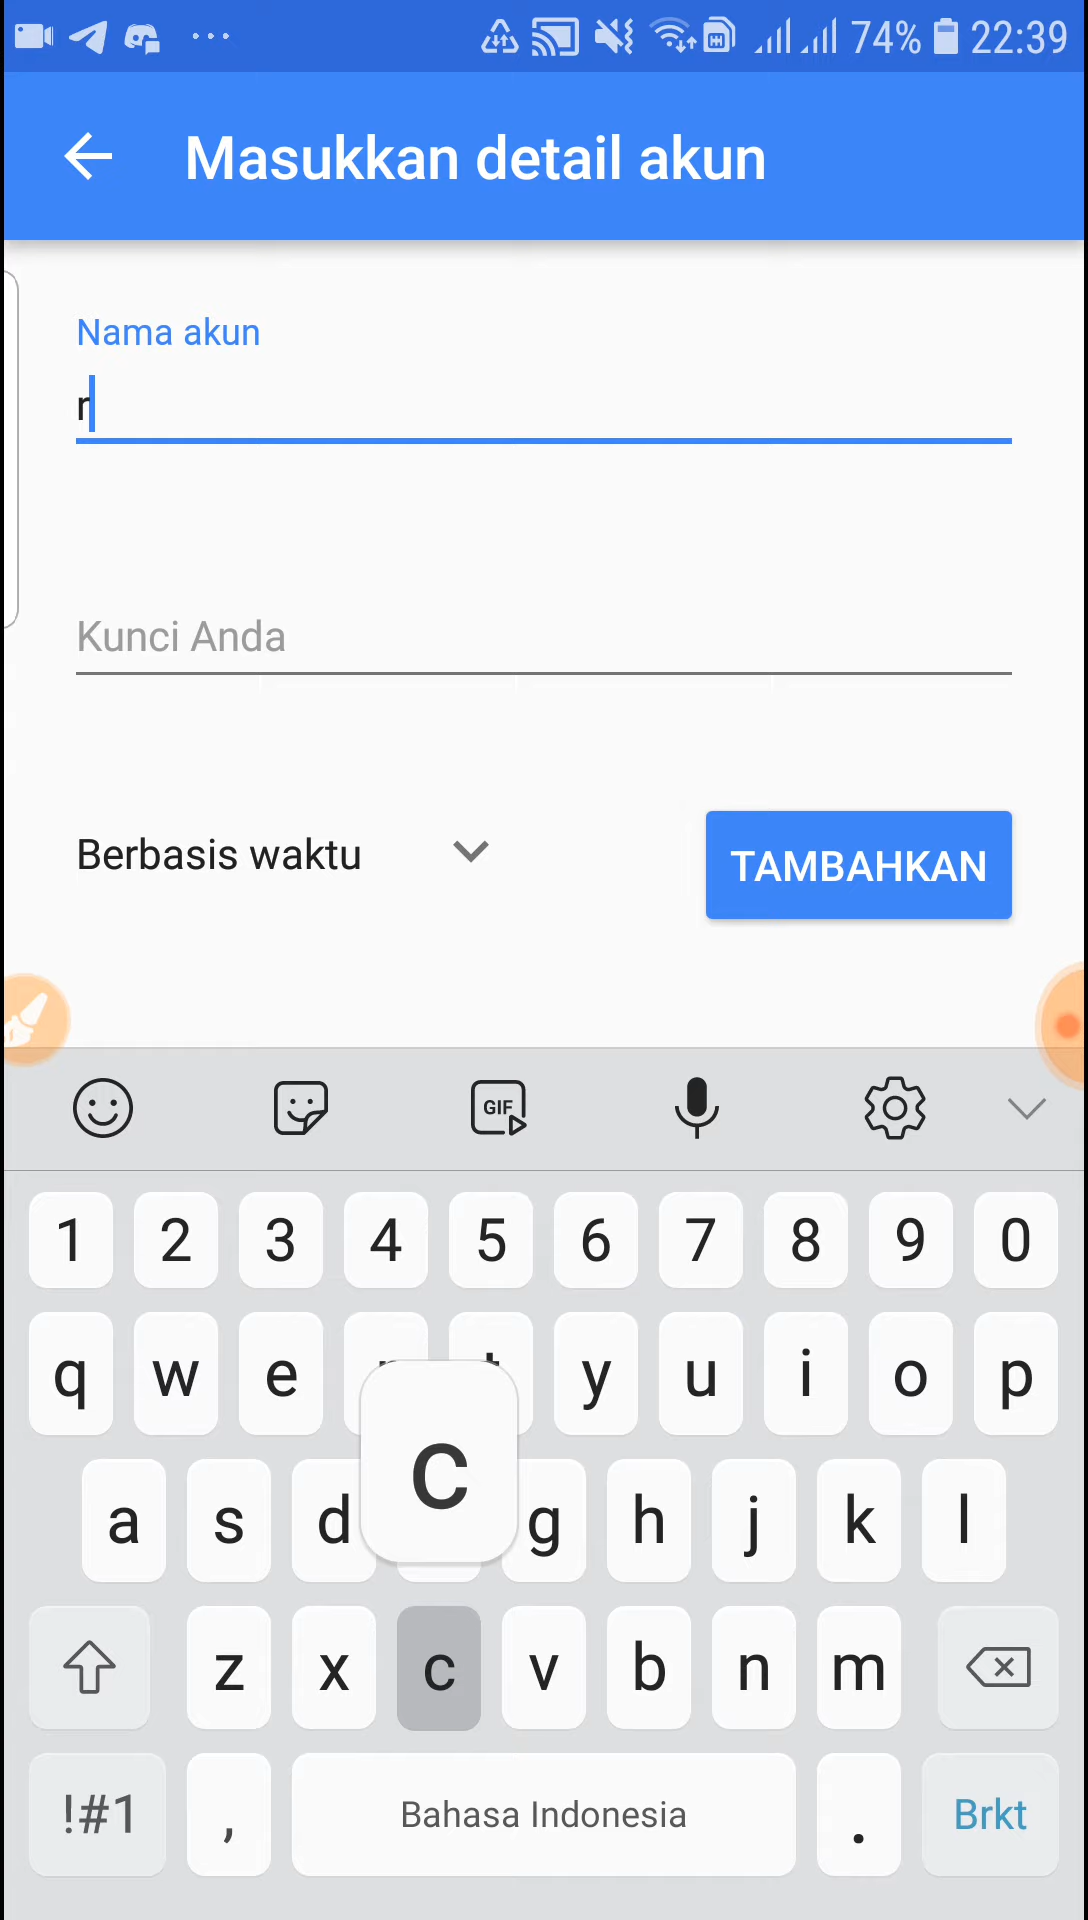 74% 22:39
Masukkan detail akun
Nama akun
r
Kunci Anda
Berbasis waktu
TAMBAHKAN
GIF
1 2 3 4 5 6 7 8 9 0
q w e r t y u i o p
c
a s d g h j k l
z x c v b n m
!#1 , Bahasa Indonesia . Brkt